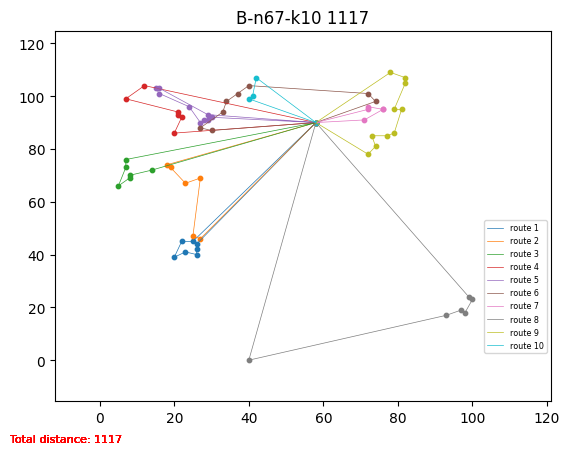 B-n67-k10 1117
120
100
80
60
40
20
0
0 20 40 60 80 100 120
route 1
route 2
route 3
route 4
route 5
route 6
route 7
route 8
route 9
route 10
Total distance: 1117